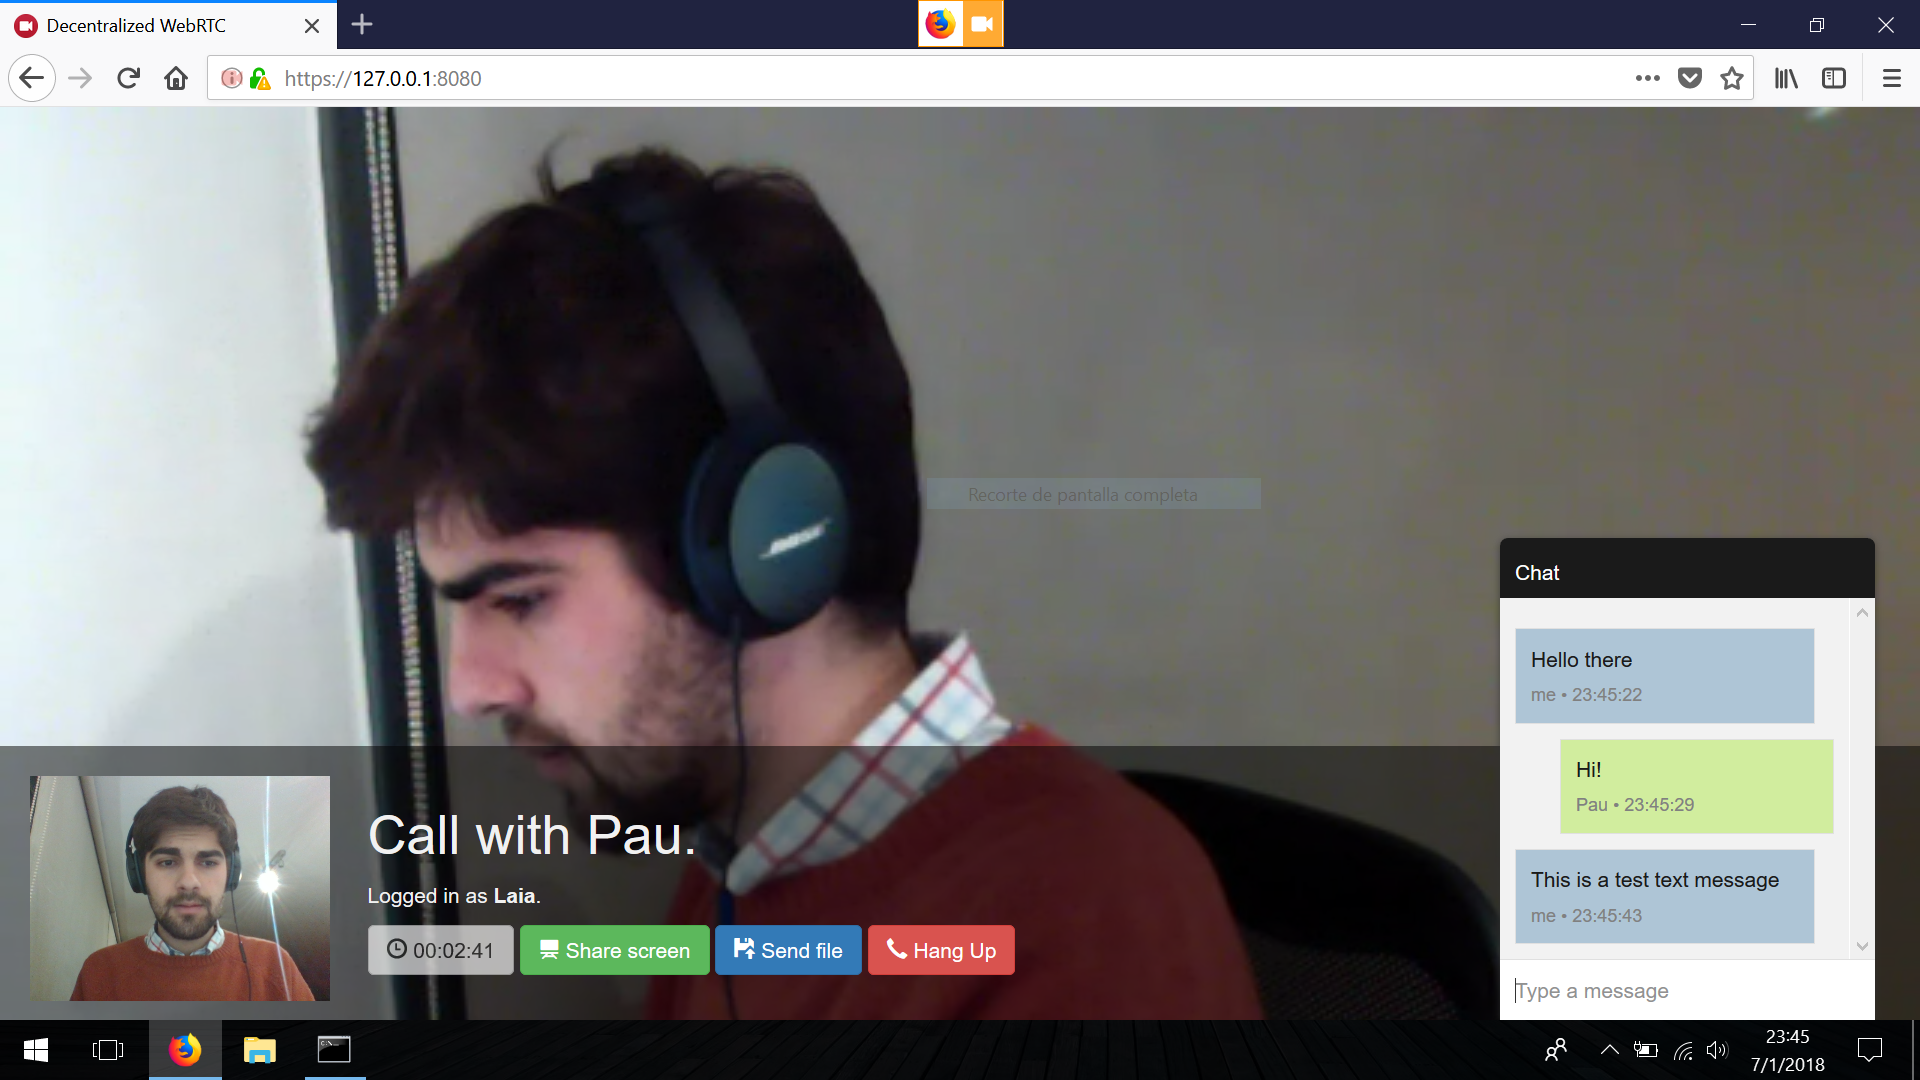 Decentralized WebRTC
https://127.0.0.1:8080
BOSE
Recorte de pantalla completa
Chat
Hello there
me • 23:45:22
Hi!
Pau • 23:45:29
This is a test text message
me • 23:45:43
Type a message
Call with Pau.
Logged in as Laia.
00:02:41
Share screen
Send file
Hang Up
23:45
7/1/2018